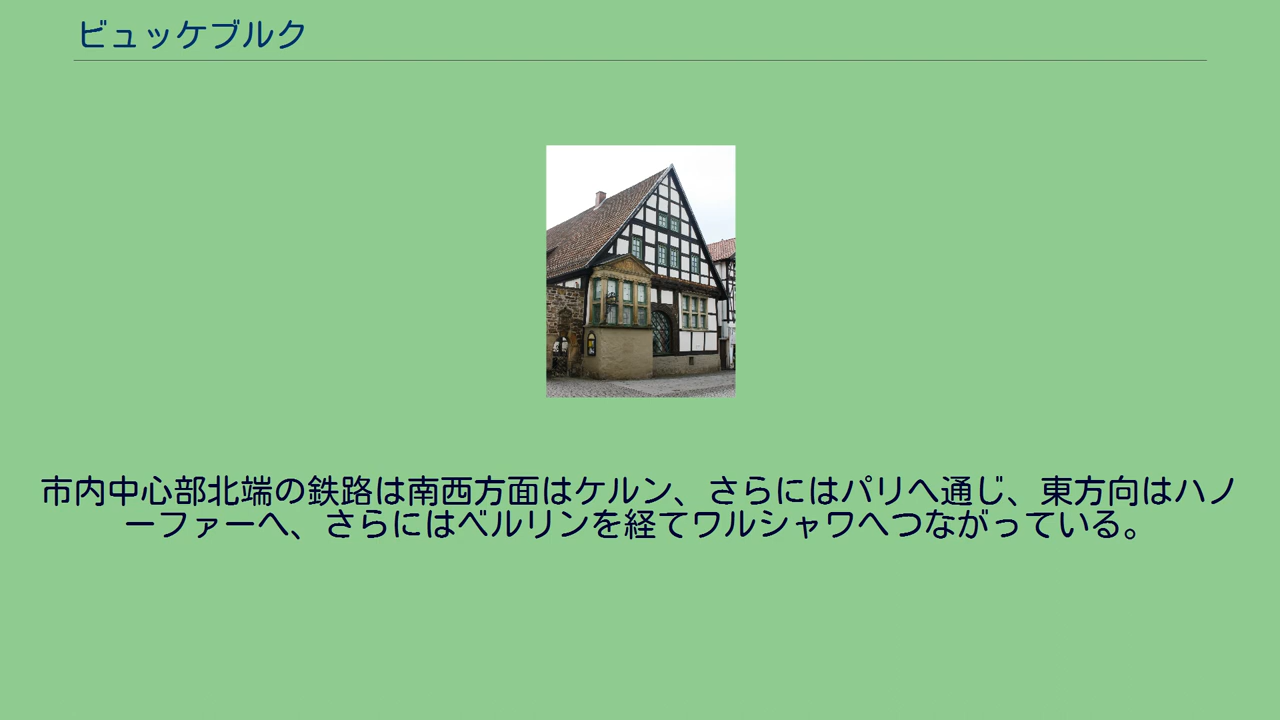 ビュッケブルク
市内中心部北端の鉄路は南西方面はケルン、さらにはパリへ通じ、東方向はハノ
ーファーへ、さらにはベルリンを経てワルシャワへつながっている。